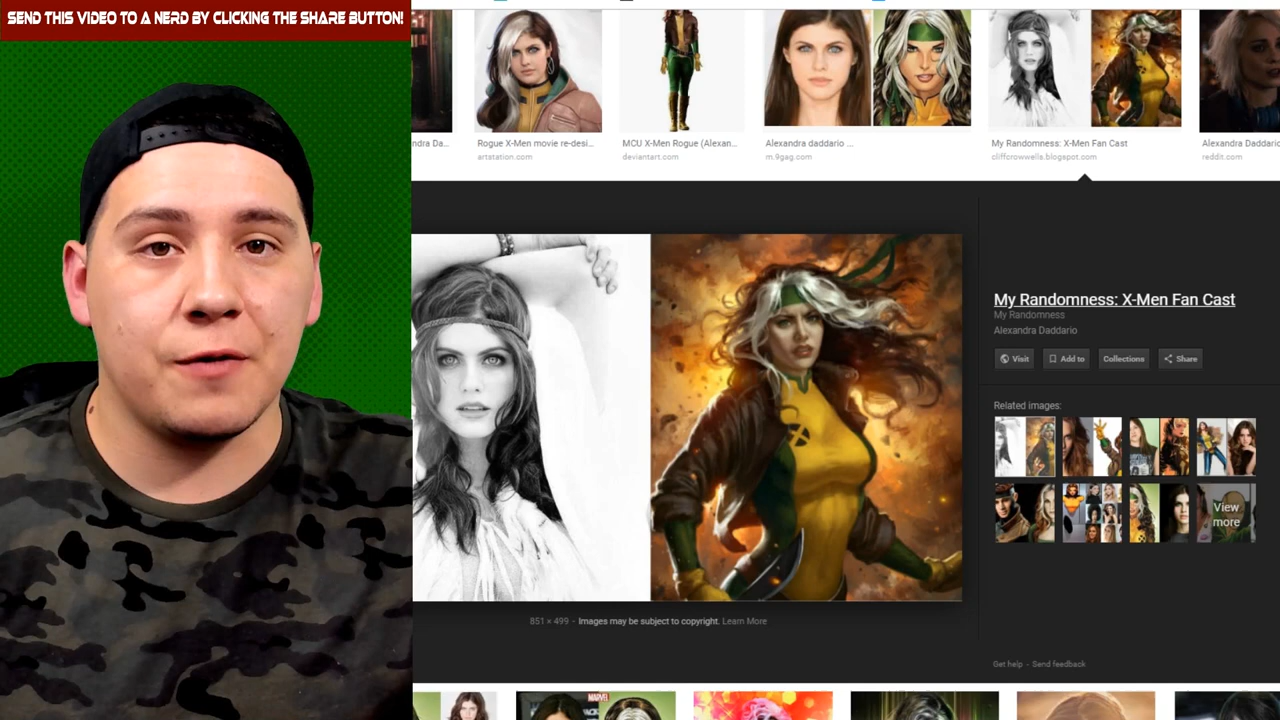 SEND THIS VIDEO TO A NERD BY CLICKING THE SHARE BUTTON!
ndra Da...
Rogue X-Men movie re-desi...
artstation.com
MCU X-Men Rogue (Alexan...
deviantart.com
Alexandra daddario ...
m.9gag.com
My Randomness: X-Men Fan Cast
cliffcrowwells.blogspot.com
Alexandra Daddario
reddit.com
My Randomness: X-Men Fan Cast
My Randomness
Alexandra Daddario
Visit
Add to
Collections
Share
Related images:
View
more
851 × 499 - Images may be subject to copyright. Learn More
Get help - Send feedback
MARVEL